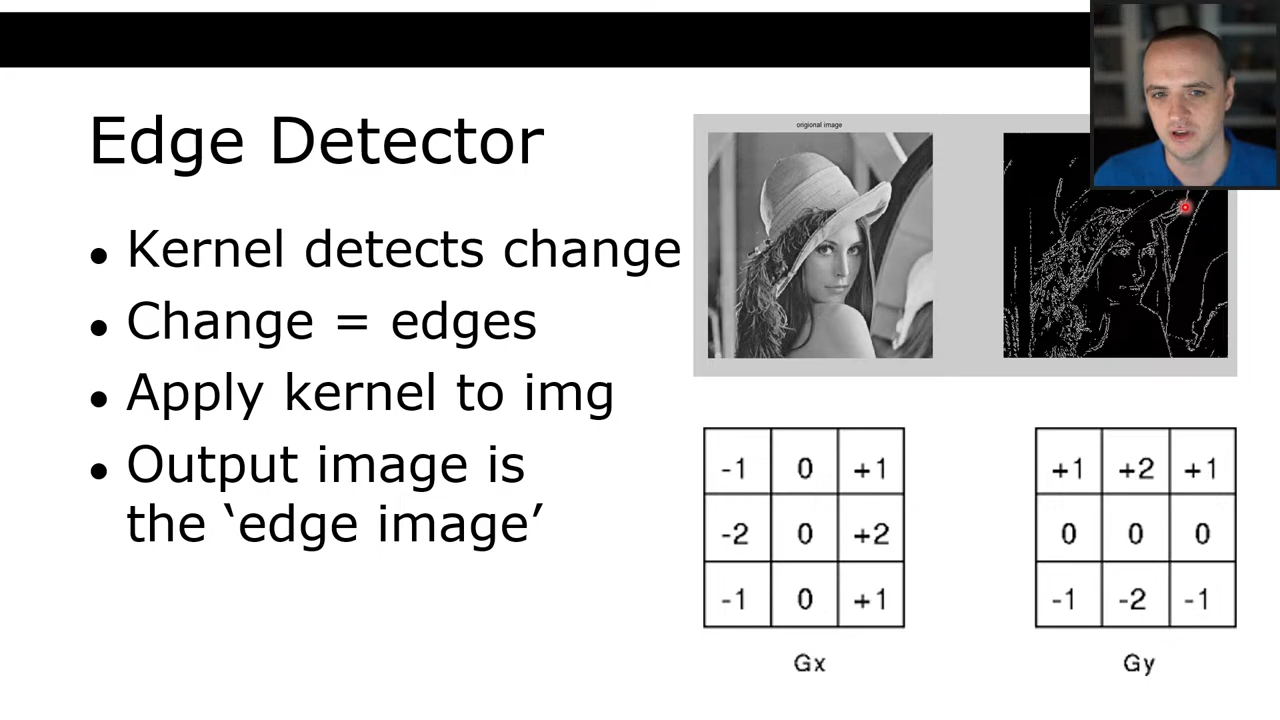 Edge Detector
● Kernel detects change
● Change = edges
● Apply kernel to img
● Output image is
the ‘edge image’
origional image
-1 0 +1
-2 0 +2
-1 0 +1
Gx
+1 +2 +1
0 0 0
-1 -2 -1
Gy